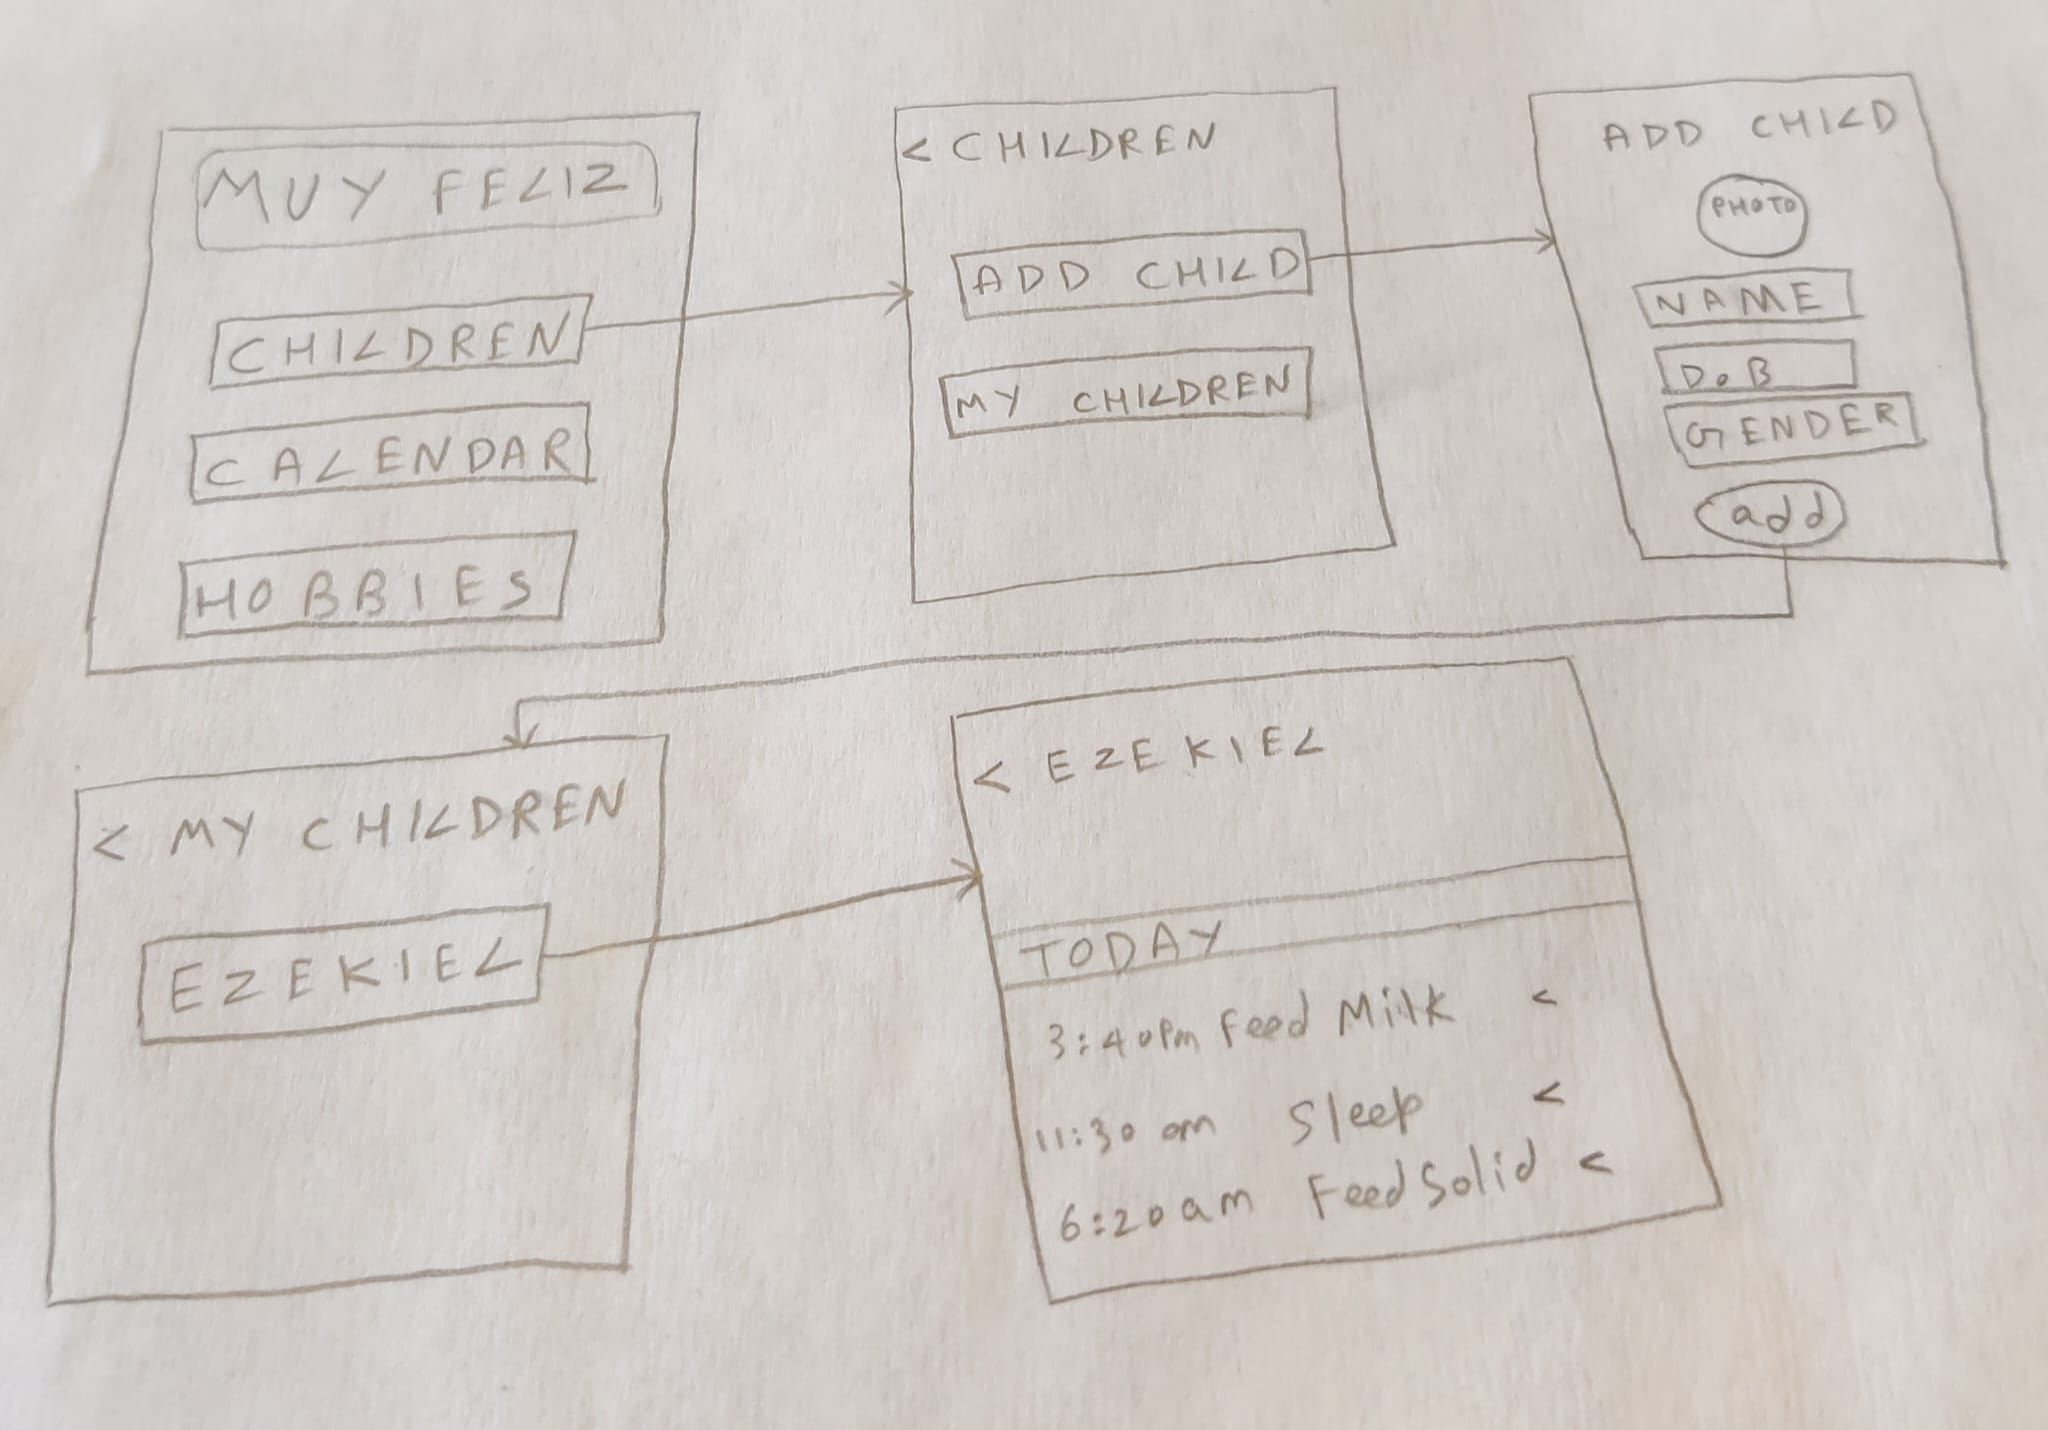 MUY FELIZ
CHILDREN
CALENDAR
HOBBIES
< CHILDREN
ADD CHILD
MY CHILDREN
ADD CHILD
PHOTO
NAME
DOB
GENDER
add
< MY CHILDREN
EZEKIEL
< EZEKIEL
TODAY
3:40pm Feed Milk <
11:30 am Sleep <
6:20am Feed Solid <